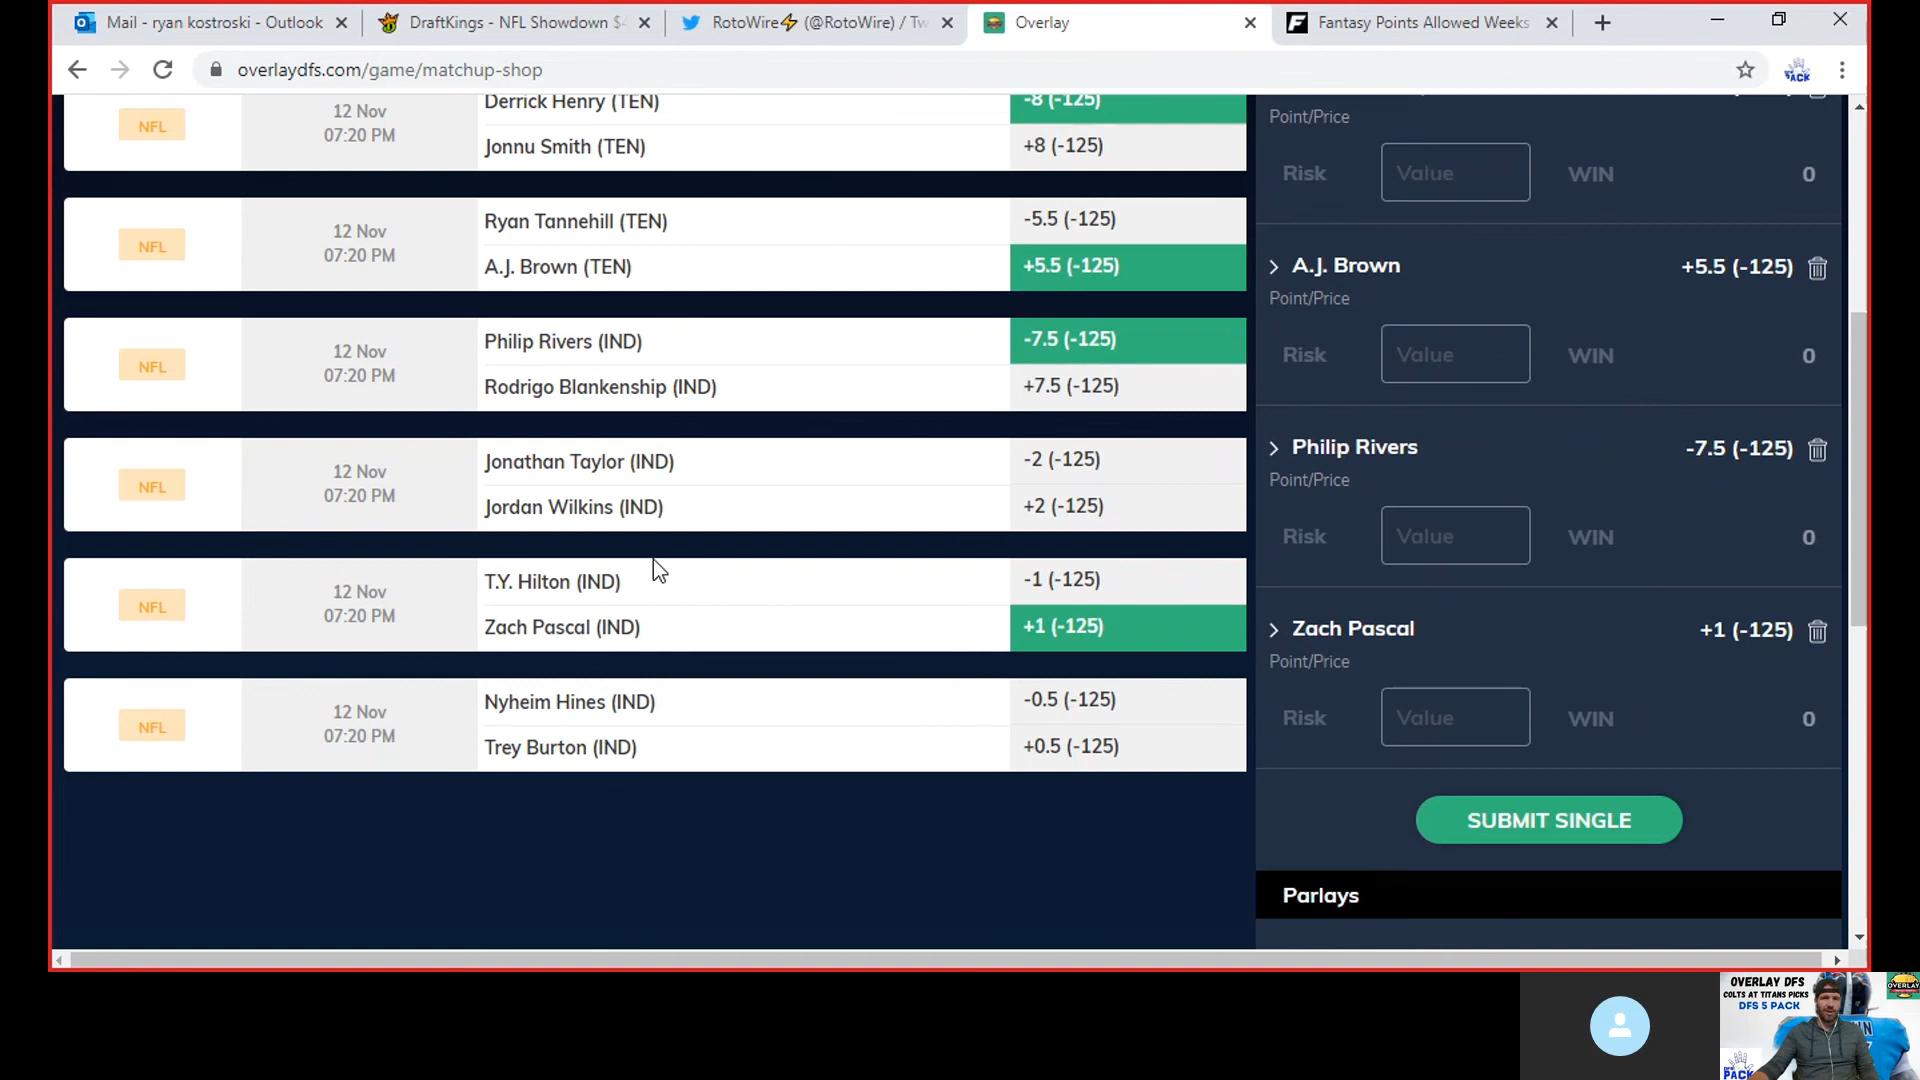 Mail - ryan kostroski - Outlook
DraftKings - NFL Showdown $4
RotoWire⚡ (@RotoWire) / Tw
Overlay
Fantasy Points Allowed Weeks
overlaydfs.com/game/matchup-shop
NFL
12 Nov
07:20 PM
Derrick Henry (TEN)
-8 (-125)
Jonnu Smith (TEN)
+8 (-125)
NFL
12 Nov
07:20 PM
Ryan Tannehill (TEN)
-5.5 (-125)
A.J. Brown (TEN)
+5.5 (-125)
NFL
12 Nov
07:20 PM
Philip Rivers (IND)
-7.5 (-125)
Rodrigo Blankenship (IND)
+7.5 (-125)
NFL
12 Nov
07:20 PM
Jonathan Taylor (IND)
-2 (-125)
Jordan Wilkins (IND)
+2 (-125)
NFL
12 Nov
07:20 PM
T.Y. Hilton (IND)
-1 (-125)
Zach Pascal (IND)
+1 (-125)
NFL
12 Nov
07:20 PM
Nyheim Hines (IND)
-0.5 (-125)
Trey Burton (IND)
+0.5 (-125)
Point/Price
Risk Value WIN 0
A.J. Brown +5.5 (-125)
Point/Price
Risk Value WIN 0
Philip Rivers -7.5 (-125)
Point/Price
Risk Value WIN 0
Zach Pascal +1 (-125)
Point/Price
Risk Value WIN 0
SUBMIT SINGLE
Parlays
OVERLAY DFS
COLTS AT TITANS PICKS
DFS 5 PACK
OVERLAY
PACK